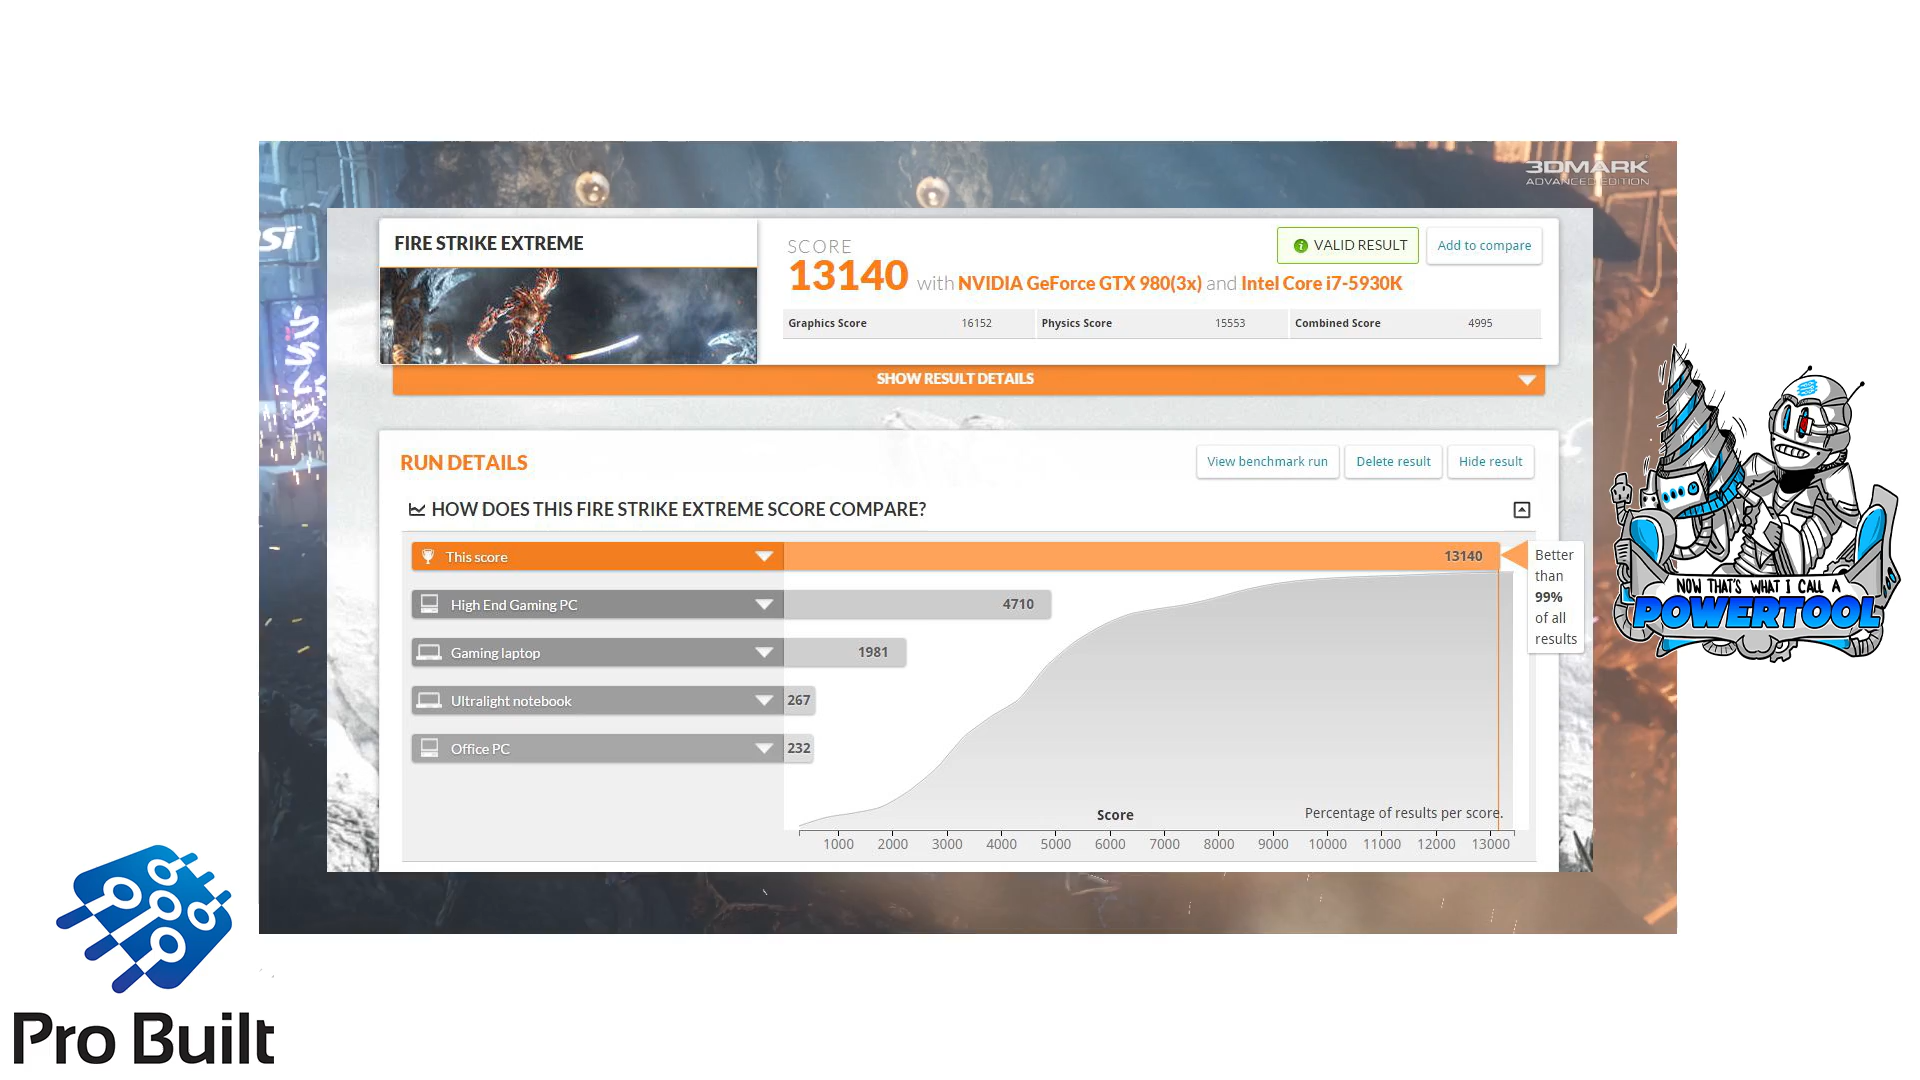 3DMARK
ADVANCED EDITION
FIRE STRIKE EXTREME
SCORE
13140 with NVIDIA GeForce GTX 980(3x) and Intel Core i7-5930K
VALID RESULT
Add to compare
Graphics Score 16152 Physics Score 15553 Combined Score 4995
SHOW RESULT DETAILS
RUN DETAILS
View benchmark run
Delete result
Hide result
HOW DOES THIS FIRE STRIKE EXTREME SCORE COMPARE?
This score 13140
Better
than
99%
of all
results
High End Gaming PC 4710
Gaming laptop 1981
Ultralight notebook 267
Office PC 232
Score
Percentage of results per score.
1000 2000 3000 4000 5000 6000 7000 8000 9000 10000 11000 12000 13000
NOW THAT'S WHAT I CALL A
POWERTOOL
Pro Built